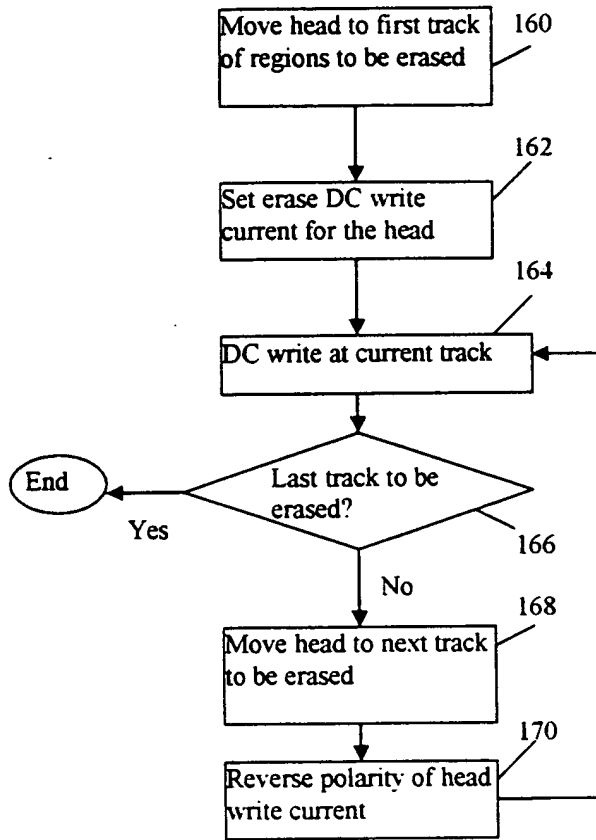 Move head to first track
of regions to be erased
160
162
Set erase DC write
current for the head
164
DC write at current track
Last track to be
erased?
End
Yes
166
No
168
Move head to next track
to be erased
170
Reverse polarity of head
write current